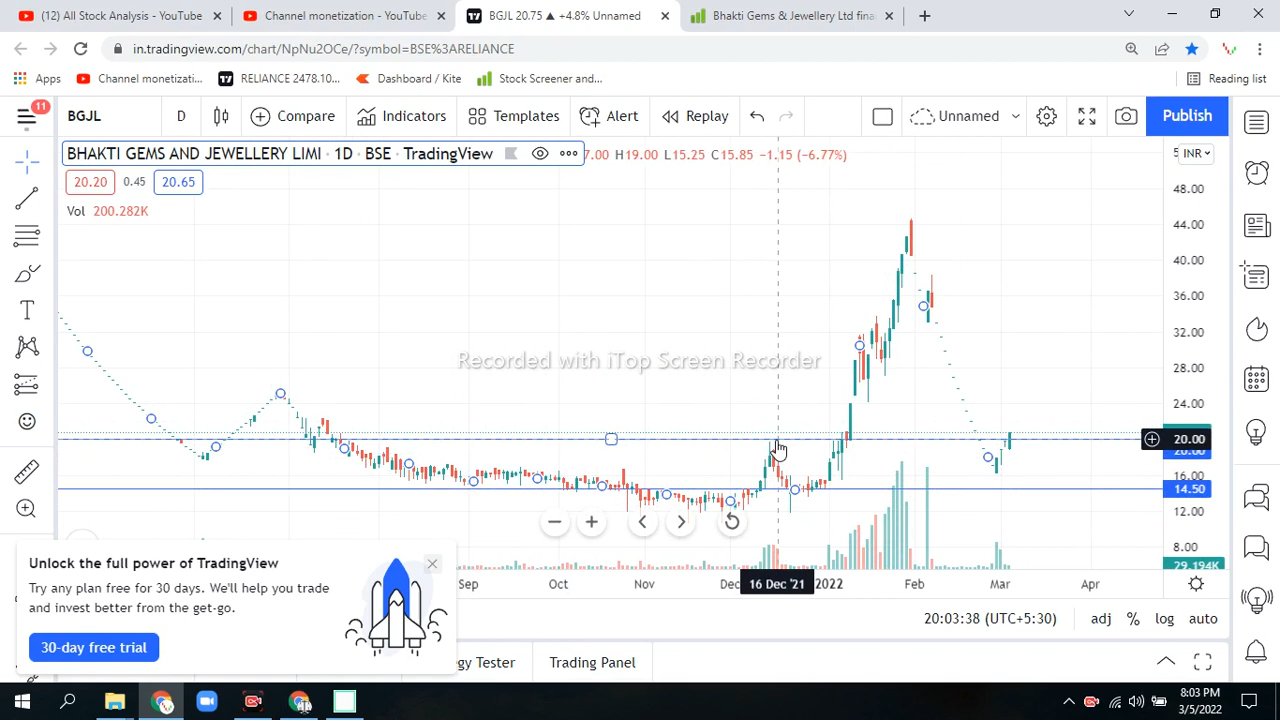 (12) All Stock Analysis - YouTube
Channel monetization - YouTube
BGJL 20.75 ▲ +4.8% Unnamed
Bhakti Gems & Jewellery Ltd fina
in.tradingview.com/chart/NpNu2OCe/?symbol=BSE%3ARELIANCE
Apps
Channel monetizati...
RELIANCE 2478.10...
Dashboard / Kite
Stock Screener and...
Reading list
11
BGJL
D
Compare
Indicators
Templates
Alert
Replay
Unnamed
Publish
BHAKTI GEMS AND JEWELLERY LIMI · 1D · BSE · TradingView
7.00 H19.00 L15.25 C15.85 −1.15 (−6.77%)
INR
20.20 0.45 20.65
Vol 200.282K
48.00
44.00
40.00
36.00
Recorded with iTop Screen Recorder
32.00
28.00
24.00
20.00
20.00
16.00
14.50
12.00
8.00
29.194K
Sep
Oct
Nov
Dec
16 Dec '21
2022
Feb
Mar
Apr
Unlock the full power of TradingView
Try any plan free for 30 days. We'll help you trade
and invest better from the get-go.
30-day free trial
20:03:38 (UTC+5:30)
adj
%
log
auto
gy Tester
Trading Panel
8:03 PM
3/5/2022